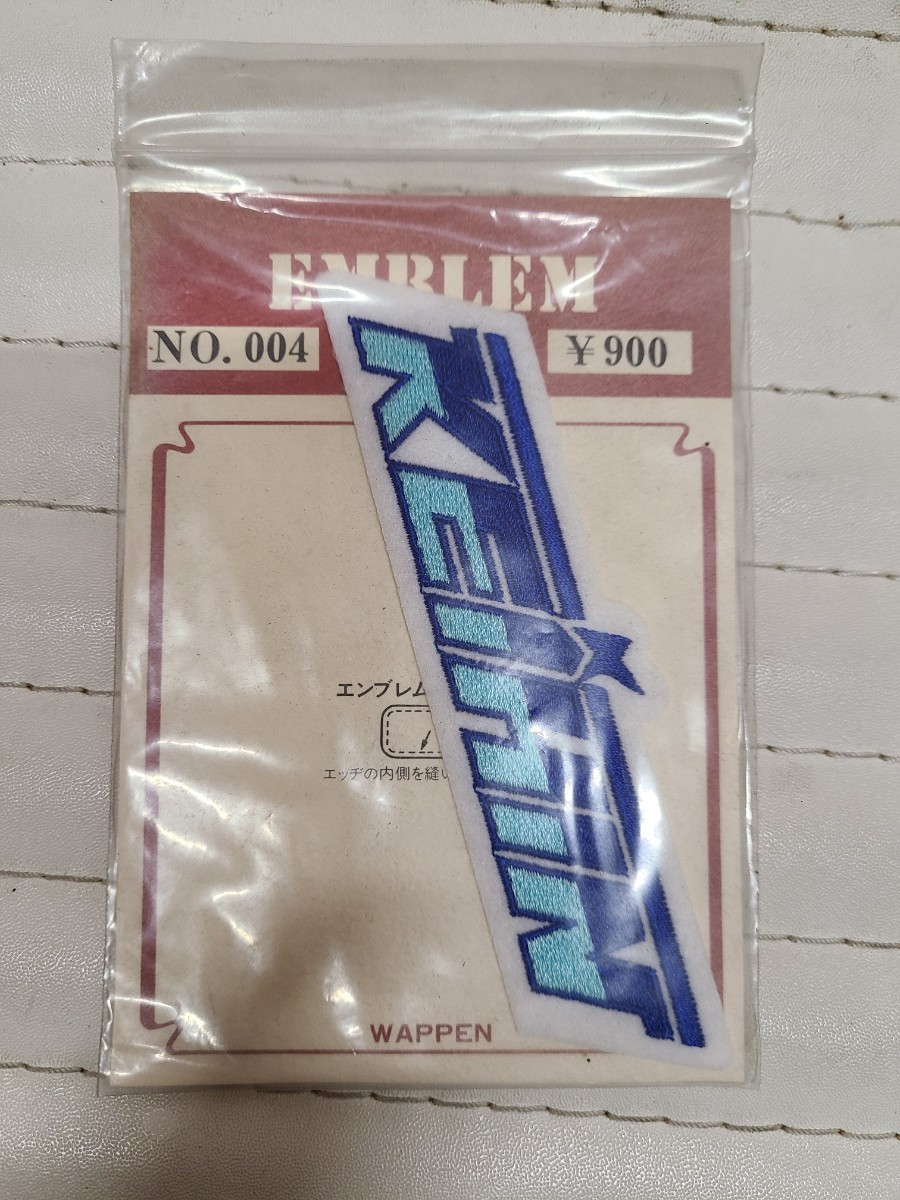 EMBLEM
NO. 004
¥900
KEIHIN
エンブレム
エッヂの内側を縫い
WAPPEN